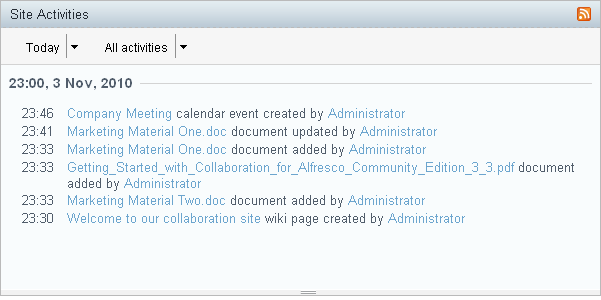 Site Activities
Today All activities
23:00, 3 Nov, 2010
23:46 Company Meeting calendar event created by Administrator
23:41 Marketing Material One.doc document updated by Administrator
23:33 Marketing Material One.doc document added by Administrator
23:33 Getting_Started_with_Collaboration_for_Alfresco_Community_Edition_3_3.pdf document
added by Administrator
23:33 Marketing Material Two.doc document added by Administrator
23:30 Welcome to our collaboration site wiki page created by Administrator